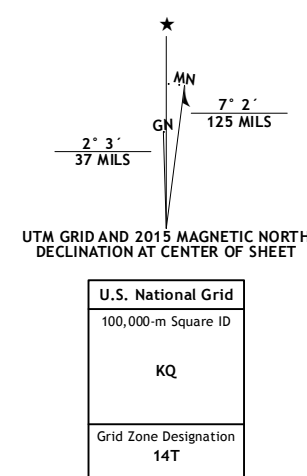 ★
MN
7° 2´
125 MILS
GN
2° 3´
37 MILS
UTM GRID AND 2015 MAGNETIC NORTH
DECLINATION AT CENTER OF SHEET
U.S. National Grid
100,000-m Square ID
KQ
Grid Zone Designation
14T